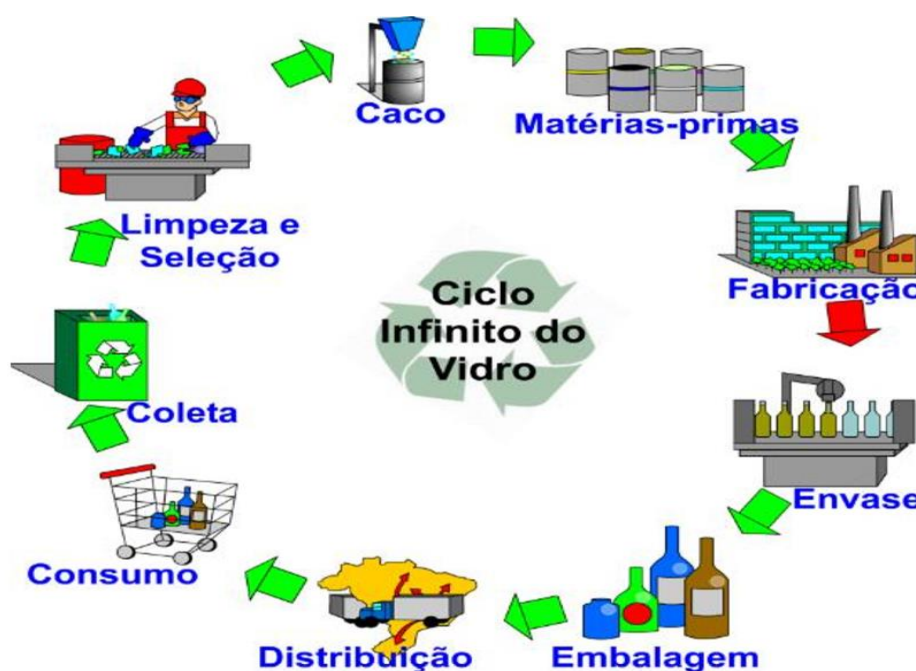 Caco
Matérias-primas
Limpeza e
Seleção
Fabricação
Ciclo
Infinito do
Vidro
Coleta
Envase
Consumo
Distribuição
Embalagem